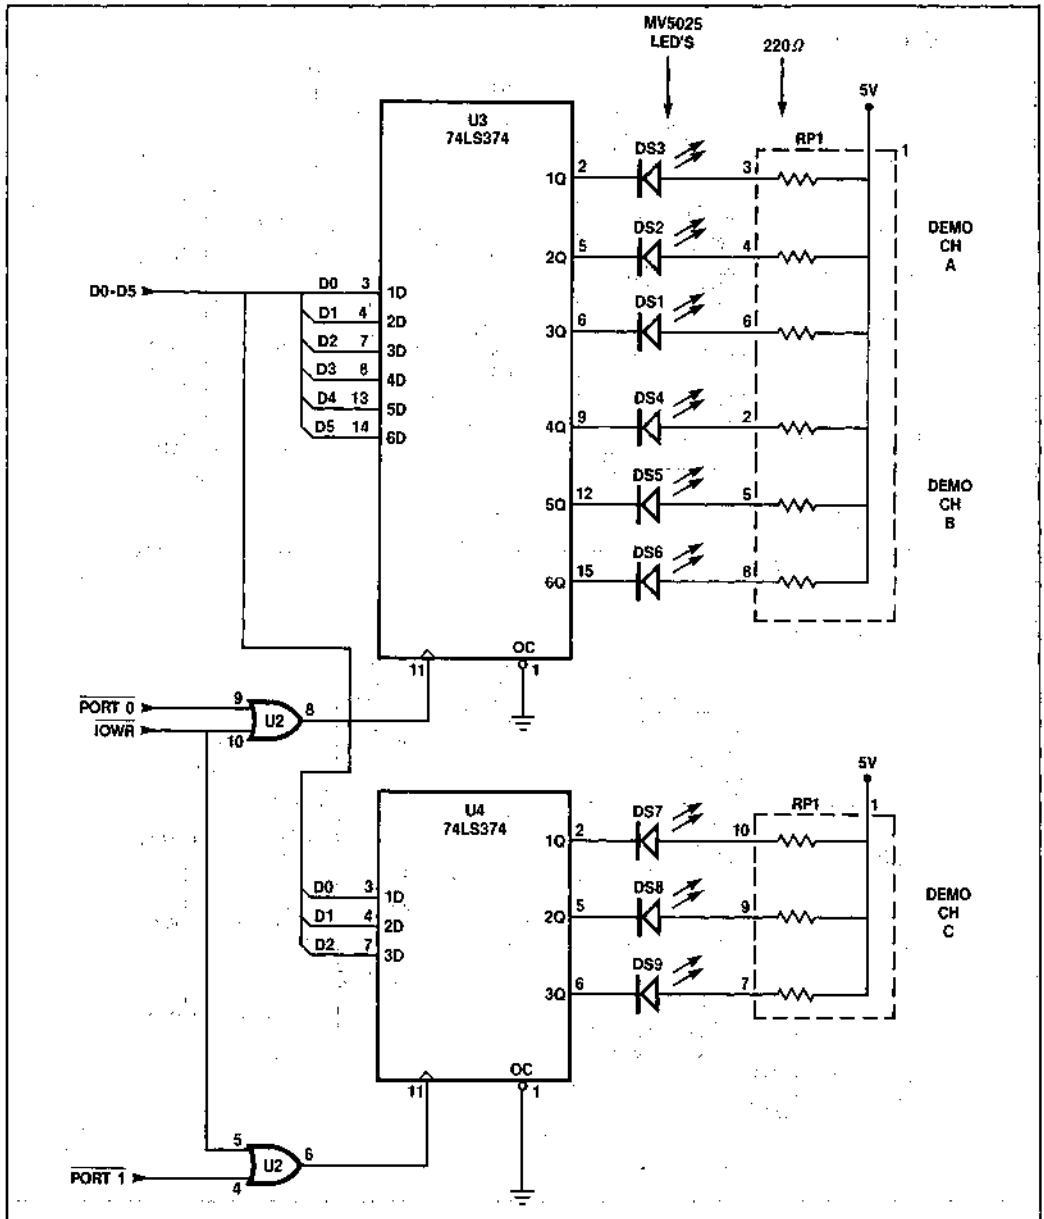 MV5025
LED'S
220Ω
5V
U3
74LS374
RP1
1
DS3
1Q 2
3
DS2
2Q 5
4
DEMO
CH
A
D0-D5
D0 3 1D
D1 4 2D
D2 7 3D
D3 8 4D
D4 13 5D
D5 14 6D
DS1
3Q 6
6
DS4
4Q 9
2
DS5
5Q 12
5
DEMO
CH
B
DS6
6Q 15
8
OC
11
1
PORT 0
9
U2
8
IOWR
10
5V
U4
74LS374
RP1
1
DS7
1Q 2
10
D0 3 1D
D1 4 2D
D2 7 3D
DS8
2Q 5
9
DEMO
CH
C
DS9
3Q 6
7
OC
11
1
5
U2
6
PORT 1
4